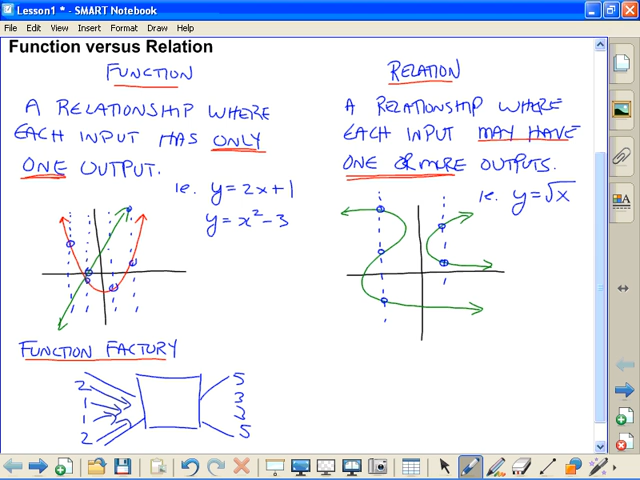 Lesson1 * - SMART Notebook
File Edit View Insert Format Draw Help
Function versus Relation
FUNCTION
A RELATIONSHIP WHERE
EACH INPUT HAS ONLY
ONE OUTPUT.
ie. y = 2x + 1
y = x² - 3
RELATION
A RELATIONSHIP WHERE
EACH INPUT MAY HAVE
ONE OR MORE OUTPUTS.
ie. y = √x
FUNCTION FACTORY
2
1
1
2
5
3
3
5